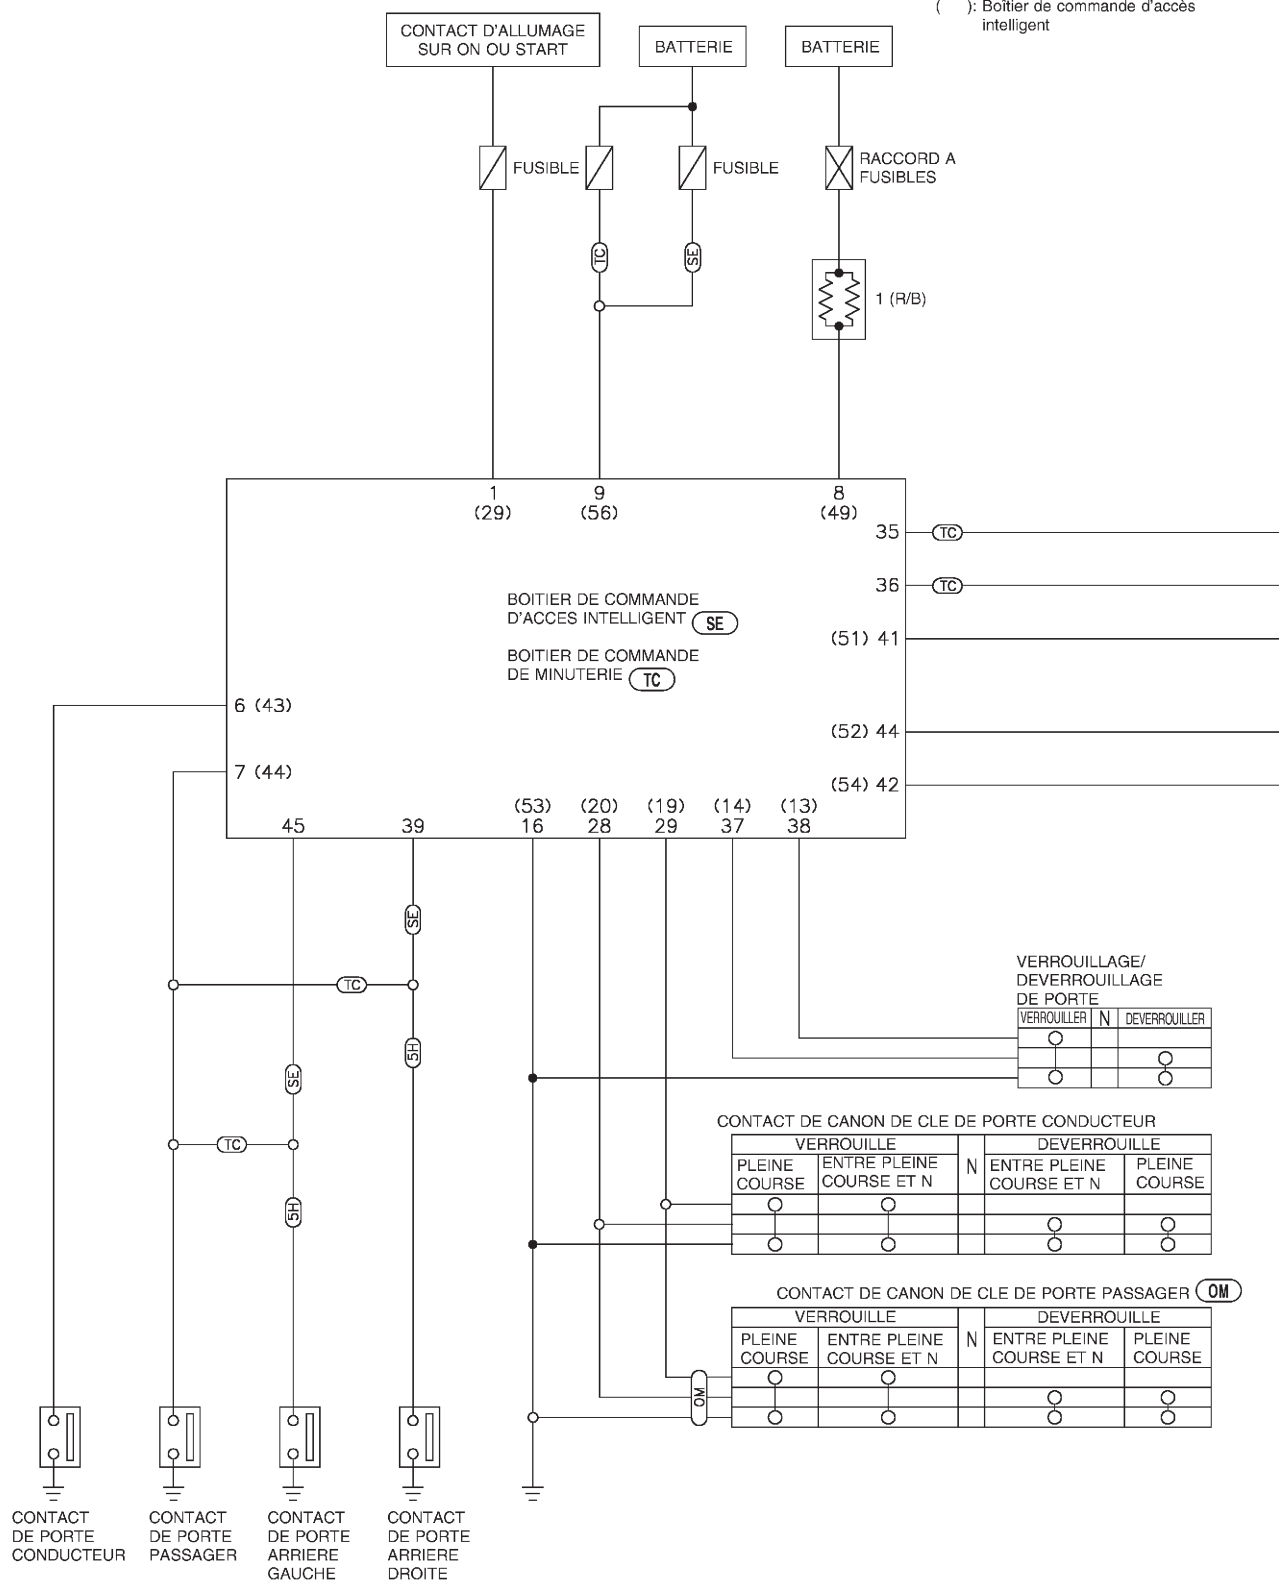 (   ): Boîtier de commande d'accès
intelligent
CONTACT D'ALLUMAGE
SUR ON OU START
BATTERIE
BATTERIE
FUSIBLE
FUSIBLE
RACCORD A
FUSIBLES
TC
SE
1 (R/B)
1
(29)
9
(56)
8
(49)
35
TC
36
TC
BOITIER DE COMMANDE
D'ACCES INTELLIGENT SE
(51) 41
BOITIER DE COMMANDE
DE MINUTERIE TC
6 (43)
(52) 44
7 (44)
(54) 42
(53)
(20)
(19)
(14)
(13)
45
39
16
28
29
37
38
SE
TC
5H
SE
TC
5H
VERROUILLAGE/
DEVERROUILLAGE
DE PORTE
VERROUILLER N DEVERROUILLER
CONTACT DE CANON DE CLE DE PORTE CONDUCTEUR
VERROUILLE
DEVERROUILLE
PLEINE
COURSE
ENTRE PLEINE
COURSE ET N
N
ENTRE PLEINE
COURSE ET N
PLEINE
COURSE
CONTACT DE CANON DE CLE DE PORTE PASSAGER OM
VERROUILLE
DEVERROUILLE
PLEINE
COURSE
ENTRE PLEINE
COURSE ET N
N
ENTRE PLEINE
COURSE ET N
PLEINE
COURSE
OM
CONTACT
DE PORTE
CONDUCTEUR
CONTACT
DE PORTE
PASSAGER
CONTACT
DE PORTE
ARRIERE
GAUCHE
CONTACT
DE PORTE
ARRIERE
DROITE